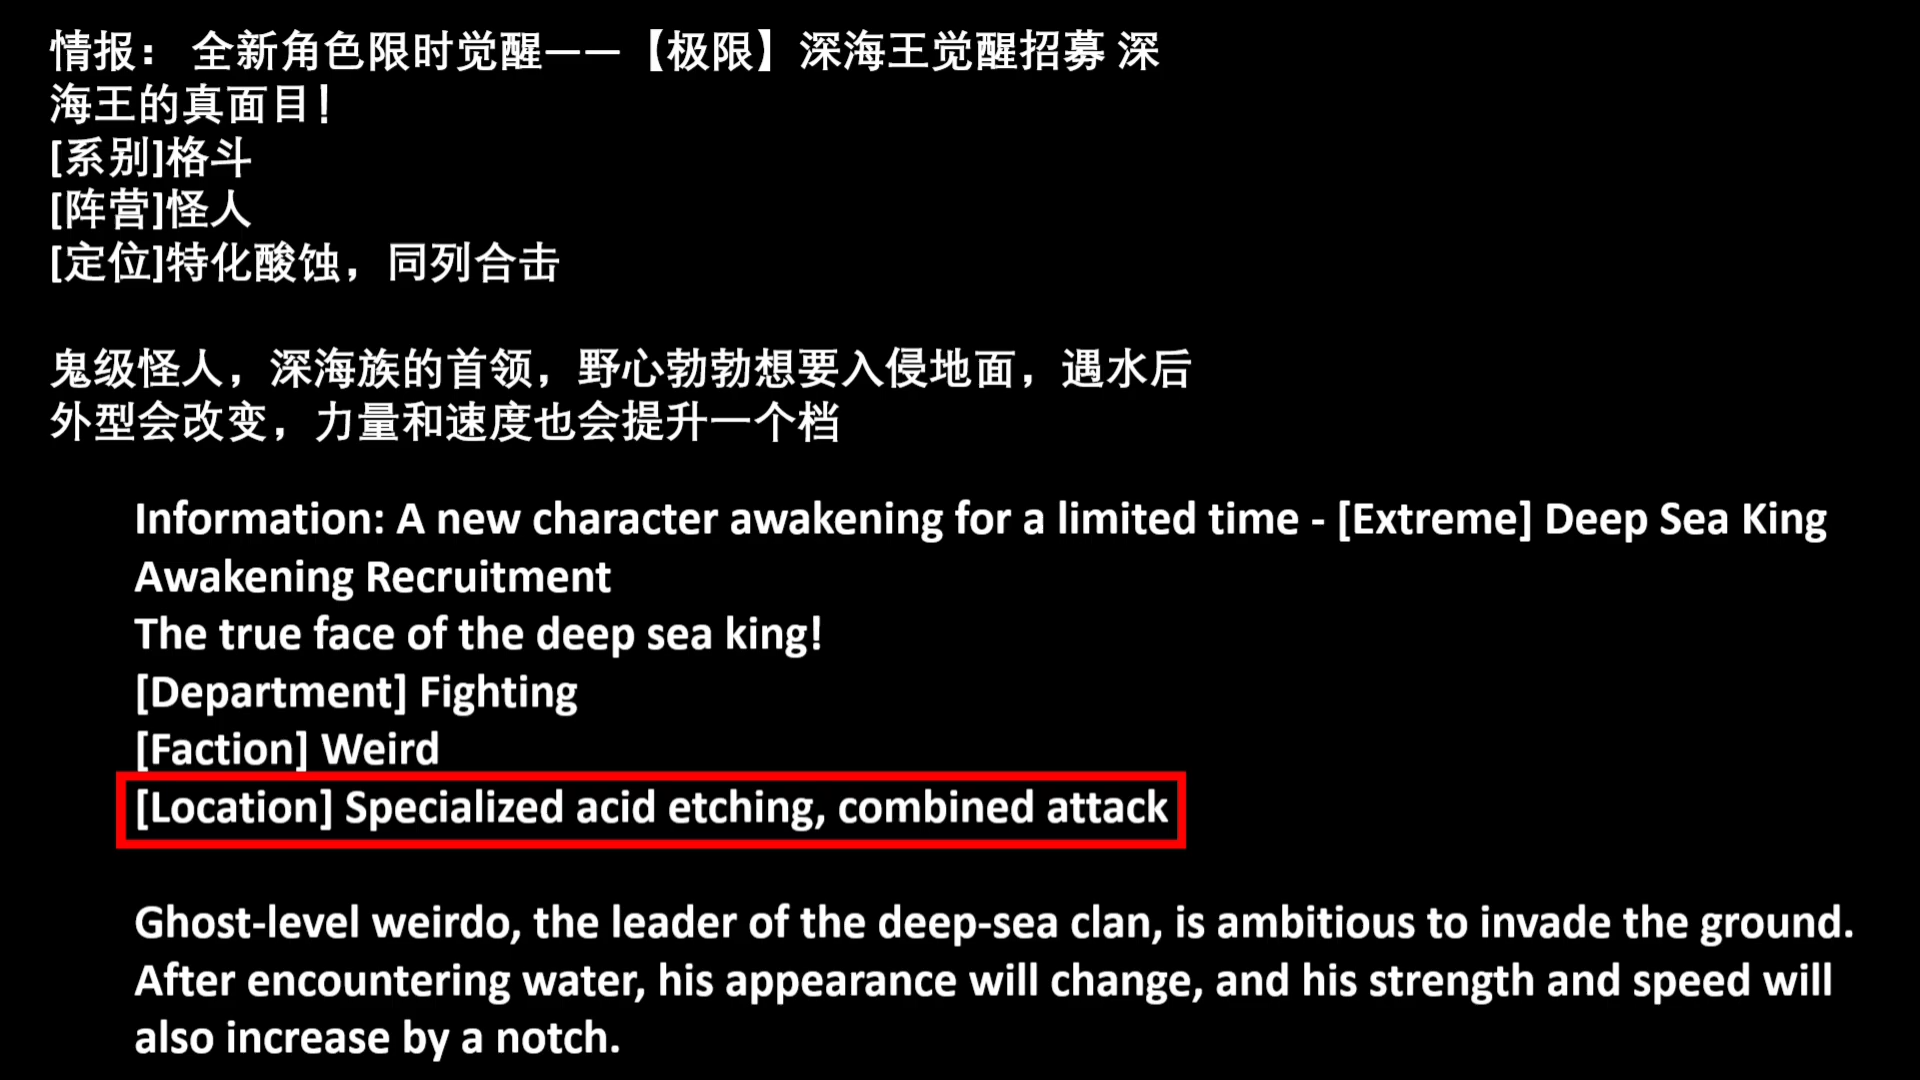 情报： 全新角色限时觉醒——【极限】深海王觉醒招募 深
海王的真面目！
[系别]格斗
[阵营]怪人
[定位]特化酸蚀，同列合击
鬼级怪人，深海族的首领，野心勃勃想要入侵地面，遇水后
外型会改变，力量和速度也会提升一个档
Information: A new character awakening for a limited time - [Extreme] Deep Sea King
Awakening Recruitment
The true face of the deep sea king!
[Department] Fighting
[Faction] Weird
[Location] Specialized acid etching, combined attack
Ghost-level weirdo, the leader of the deep-sea clan, is ambitious to invade the ground.
After encountering water, his appearance will change, and his strength and speed will
also increase by a notch.